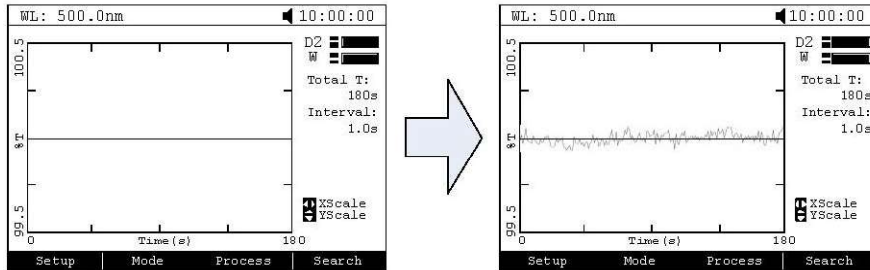 WL: 500.0nm 10:00:00
100.5
D2
W
Total T:
180s
Interval:
1.0s
%T
XScale
YScale
99.5
0 Time(s) 180
Setup Mode Process Search
WL: 500.0nm 10:00:00
100.5
D2
W
Total T:
180s
Interval:
1.0s
%T
XScale
YScale
99.5
0 Time(s) 180
Setup Mode Process Search